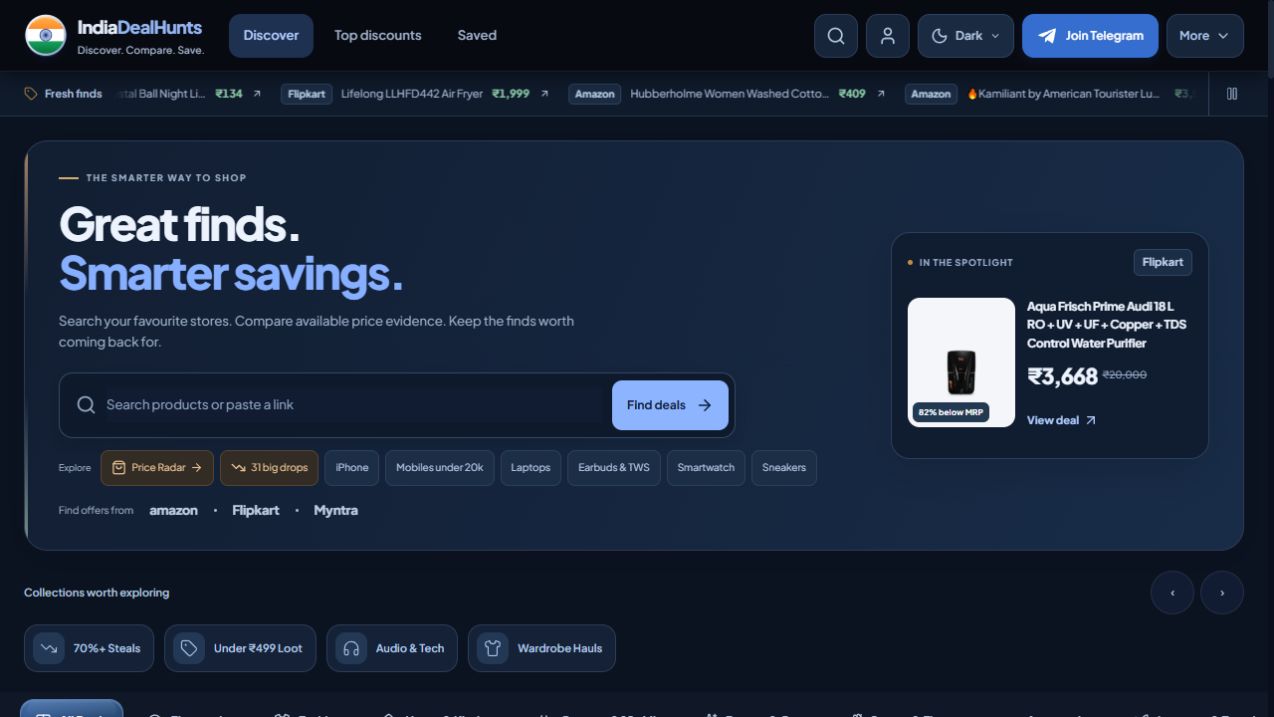 IndiaDealHunts
Discover. Compare. Save.
Discover
Top discounts
Saved
Dark
Join Telegram
More
Fresh finds
Ball Night Li... ₹134 ↗
Flipkart Lifelong LLHFD442 Air Fryer ₹1,999 ↗
Amazon Hubberholme Women Washed Cotto... ₹409 ↗
Amazon 🔥Kamiliant by American Tourister Lu...
THE SMARTER WAY TO SHOP
Great finds.
Smarter savings.
Search your favourite stores. Compare available price evidence. Keep the finds worth
coming back for.
Search products or paste a link
Find deals →
Explore
Price Radar →
31 big drops
iPhone
Mobiles under 20k
Laptops
Earbuds & TWS
Smartwatch
Sneakers
Find offers from amazon • Flipkart • Myntra
IN THE SPOTLIGHT
Flipkart
Aqua Frisch Prime Audi 18 L
RO + UV + UF + Copper + TDS
Control Water Purifier
₹3,668 ₹20,000
82% below MRP
View deal ↗
Collections worth exploring
‹ ›
70%+ Steals
Under ₹499 Loot
Audio & Tech
Wardrobe Hauls